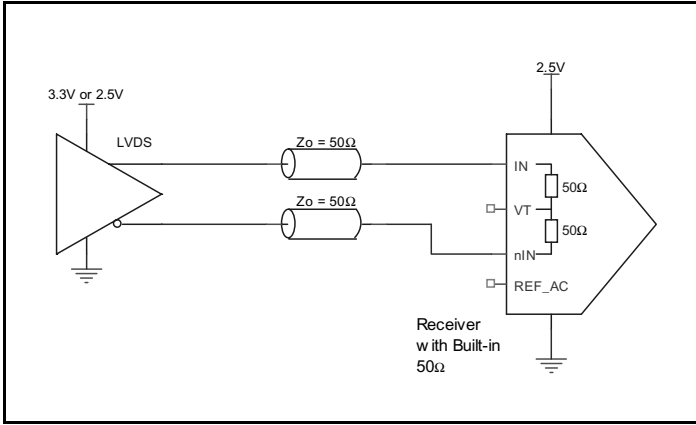 2.5V
3.3V or 2.5V
LVDS
Zo = 50Ω
IN
50Ω
Zo = 50Ω
VT
50Ω
nIN
REF_AC
Receiver
with Built-in
50Ω